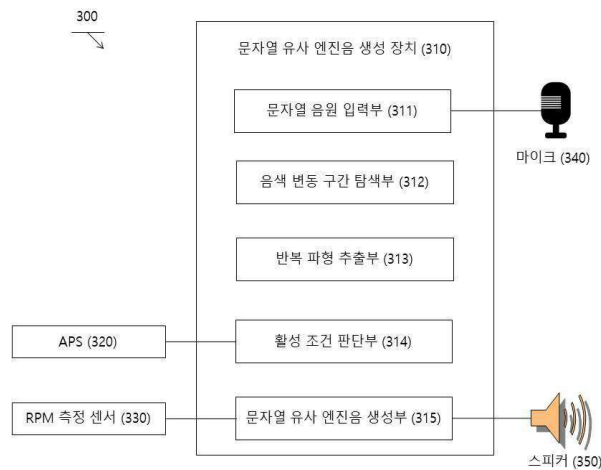 300
문자열 유사 엔진음 생성 장치 (310)
문자열 음원 입력부 (311)
마이크 (340)
음색 변동 구간 탐색부 (312)
반복 파형 추출부 (313)
APS (320)
활성 조건 판단부 (314)
RPM 측정 센서 (330)
문자열 유사 엔진음 생성부 (315)
스피커 (350)